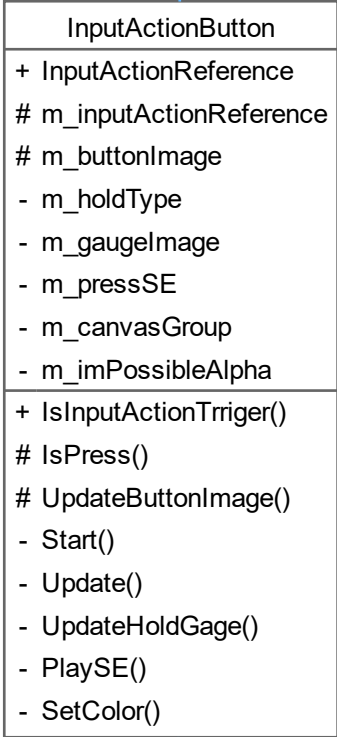 InputActionButton
+ InputActionReference
# m_inputActionReference
# m_buttonImage
- m_holdType
- m_gaugeImage
- m_pressSE
- m_canvasGroup
- m_imPossibleAlpha
+ IsInputActionTrriger()
# IsPress()
# UpdateButtonImage()
- Start()
- Update()
- UpdateHoldGage()
- PlaySE()
- SetColor()